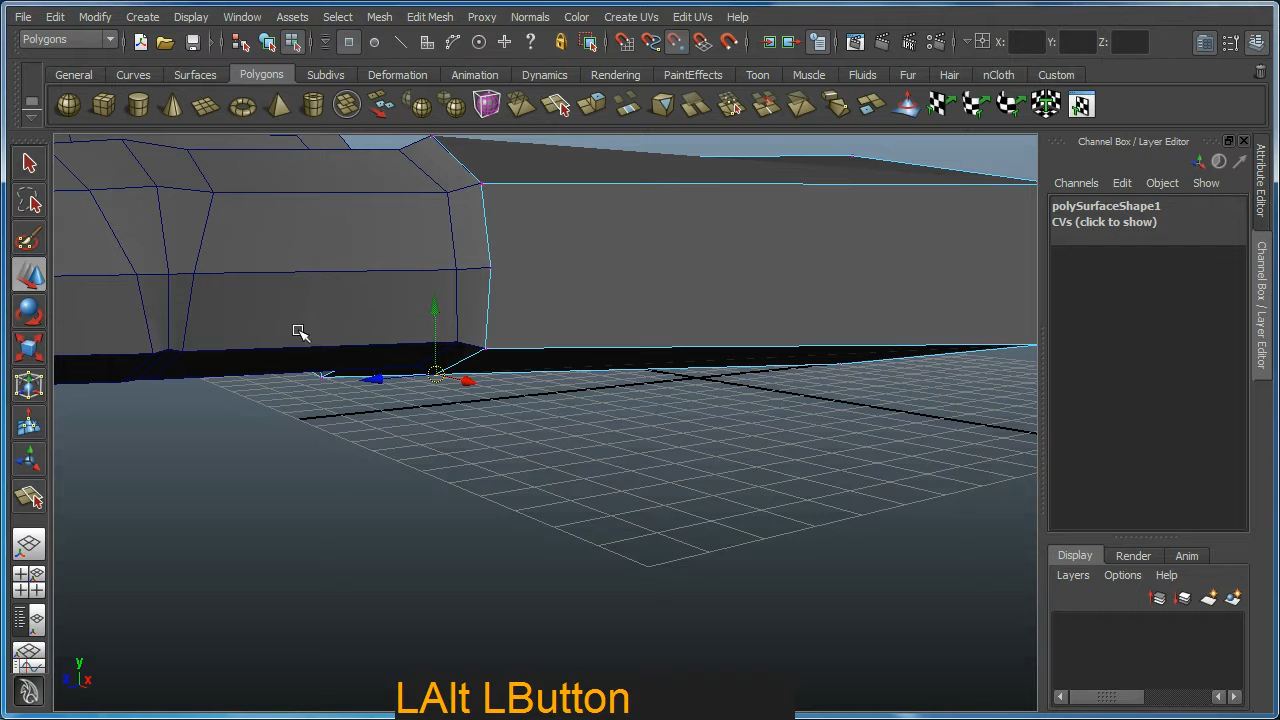 File Edit Modify Create Display Window Assets Select Mesh Edit Mesh Proxy Normals Color Create UVs Edit UVs Help
Polygons X: Y: Z:
General Curves Surfaces Polygons Subdivs Deformation Animation Dynamics Rendering PaintEffects Toon Muscle Fluids Fur Hair nCloth Custom
Channel Box / Layer Editor
Channels Edit Object Show
polySurfaceShape1
CVs (click to show)
Attribute Editor
Channel Box / Layer Editor
Display Render Anim
Layers Options Help
y
x
LAlt LButton